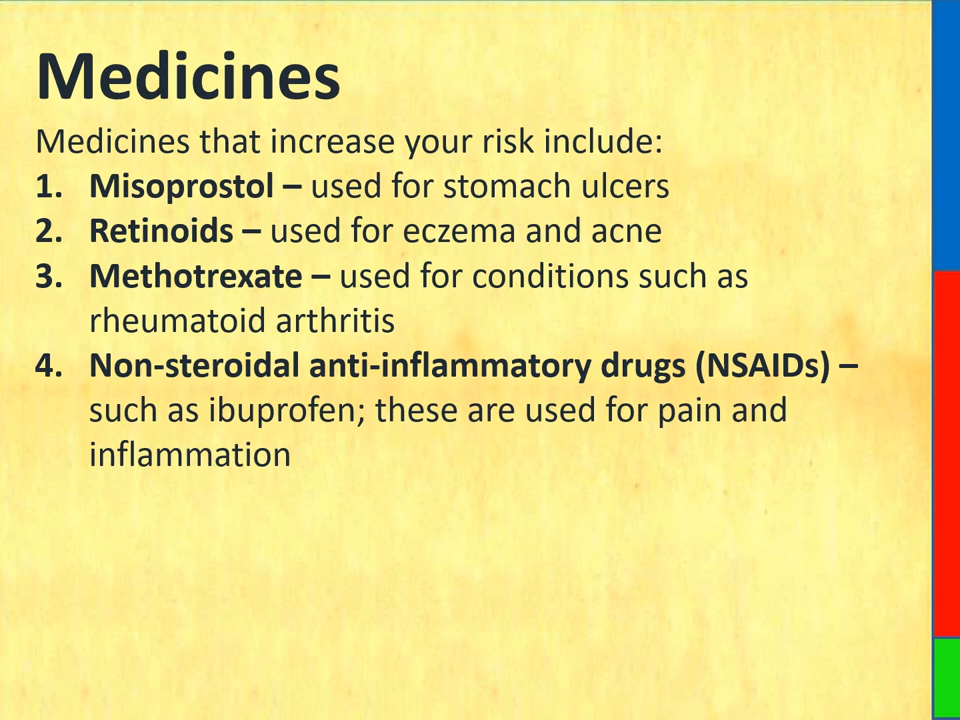 Medicines
Medicines that increase your risk include:
1. Misoprostol – used for stomach ulcers
2. Retinoids – used for eczema and acne
3. Methotrexate – used for conditions such as
rheumatoid arthritis
4. Non-steroidal anti-inflammatory drugs (NSAIDs) –
such as ibuprofen; these are used for pain and
inflammation